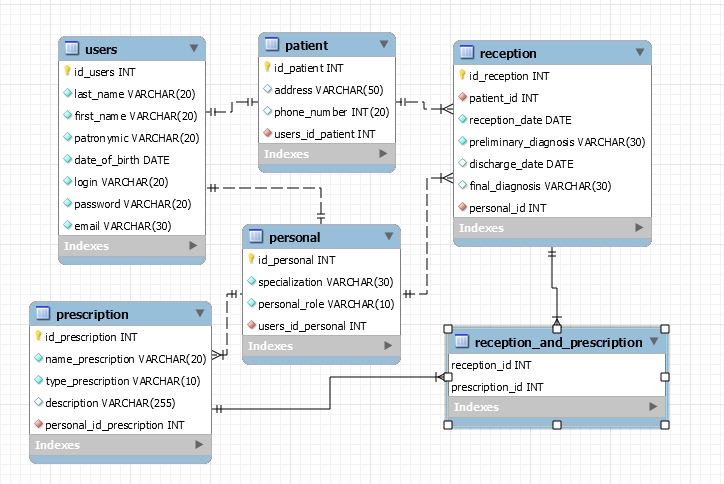 users
id_users INT
last_name VARCHAR(20)
first_name VARCHAR(20)
patronymic VARCHAR(20)
date_of_birth DATE
login VARCHAR(20)
password VARCHAR(20)
email VARCHAR(30)
Indexes
patient
id_patient INT
address VARCHAR(50)
phone_number INT(20)
users_id_patient INT
Indexes
reception
id_reception INT
patient_id INT
reception_date DATE
preliminary_diagnosis VARCHAR(30)
discharge_date DATE
final_diagnosis VARCHAR(30)
personal_id INT
Indexes
personal
id_personal INT
specialization VARCHAR(30)
personal_role VARCHAR(10)
users_id_personal INT
Indexes
prescription
id_prescription INT
name_prescription VARCHAR(20)
type_prescription VARCHAR(10)
description VARCHAR(255)
personal_id_prescription INT
Indexes
reception_and_prescription
reception_id INT
prescription_id INT
Indexes